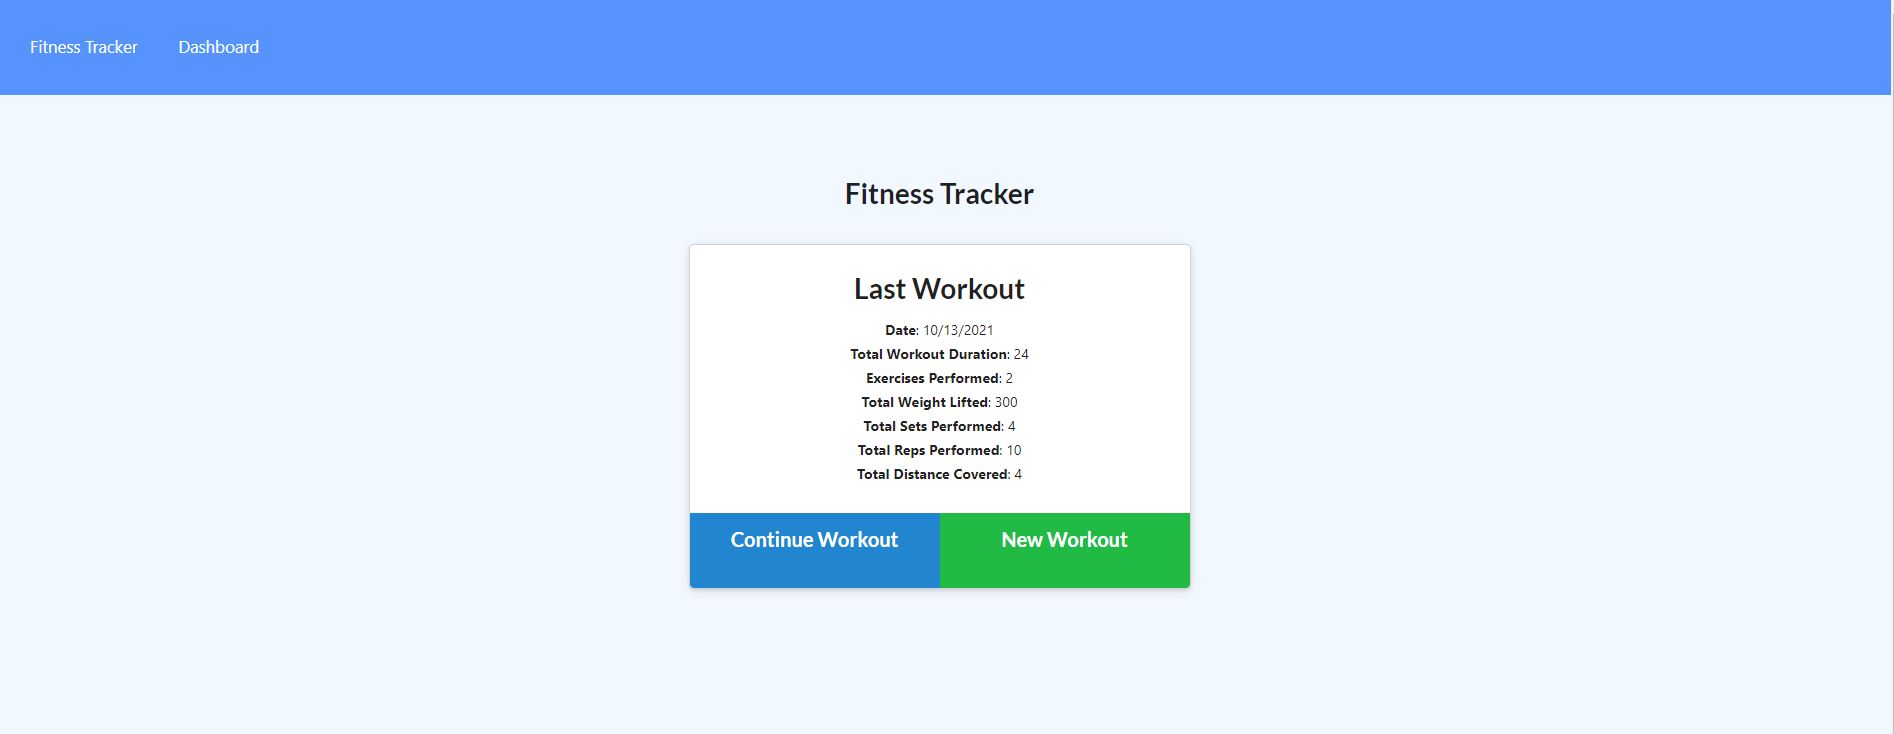 Fitness Tracker Dashboard
Fitness Tracker
Last Workout
Date: 10/13/2021
Total Workout Duration: 24
Exercises Performed: 2
Total Weight Lifted: 300
Total Sets Performed: 4
Total Reps Performed: 10
Total Distance Covered: 4
Continue Workout New Workout